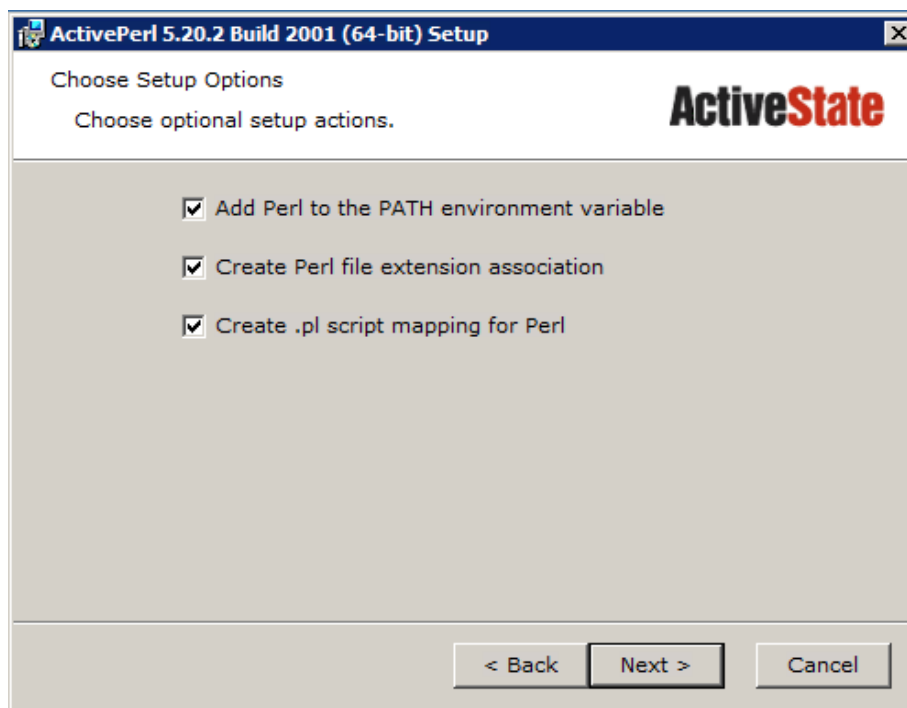 ActivePerl 5.20.2 Build 2001 (64-bit) Setup
Choose Setup Options
Choose optional setup actions.
ActiveState
Add Perl to the PATH environment variable
Create Perl file extension association
Create .pl script mapping for Perl
< Back Next > Cancel